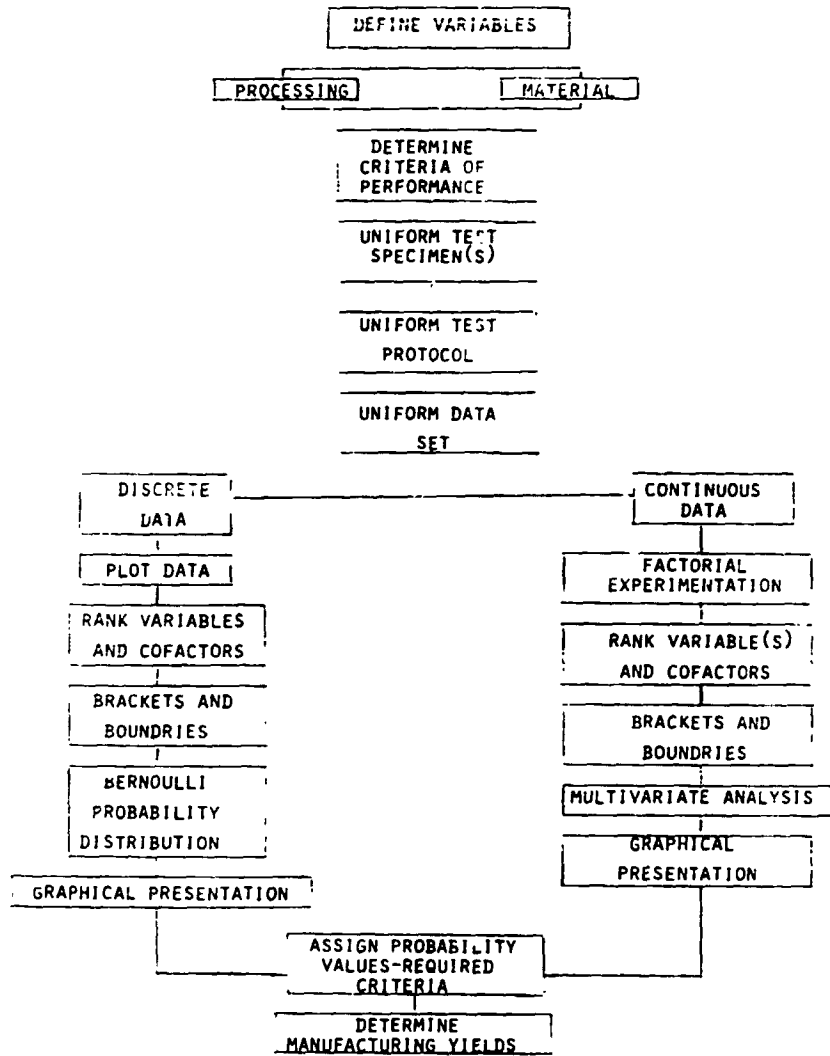 DEFINE VARIABLES
PROCESSING
MATERIAL
DETERMINE
CRITERIA OF
PERFORMANCE
UNIFORM TEST
SPECIMEN(S)
UNIFORM TEST
PROTOCOL
UNIFORM DATA
SET
DISCRETE
DATA
PLOT DATA
RANK VARIABLES
AND COFACTORS
BRACKETS AND
BOUNDRIES
BERNOULLI
PROBABILITY
DISTRIBUTION
GRAPHICAL PRESENTATION
CONTINUOUS
DATA
FACTORIAL
EXPERIMENTATION
RANK VARIABLE(S)
AND COFACTORS
BRACKETS AND
BOUNDRIES
MULTIVARIATE ANALYSIS
GRAPHICAL
PRESENTATION
ASSIGN PROBABILITY
VALUES-REQUIRED
CRITERIA
DETERMINE
MANUFACTURING YIELDS